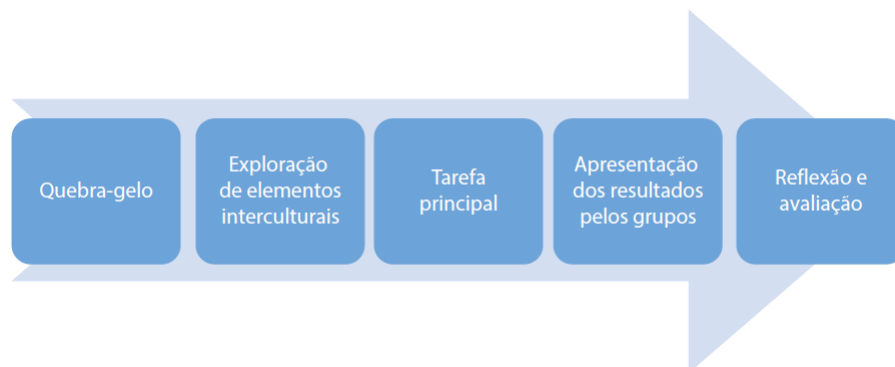 Quebra-gelo
Exploração
de elementos
interculturais
Tarefa
principal
Apresentação
dos resultados
pelos grupos
Reflexão e
avaliação